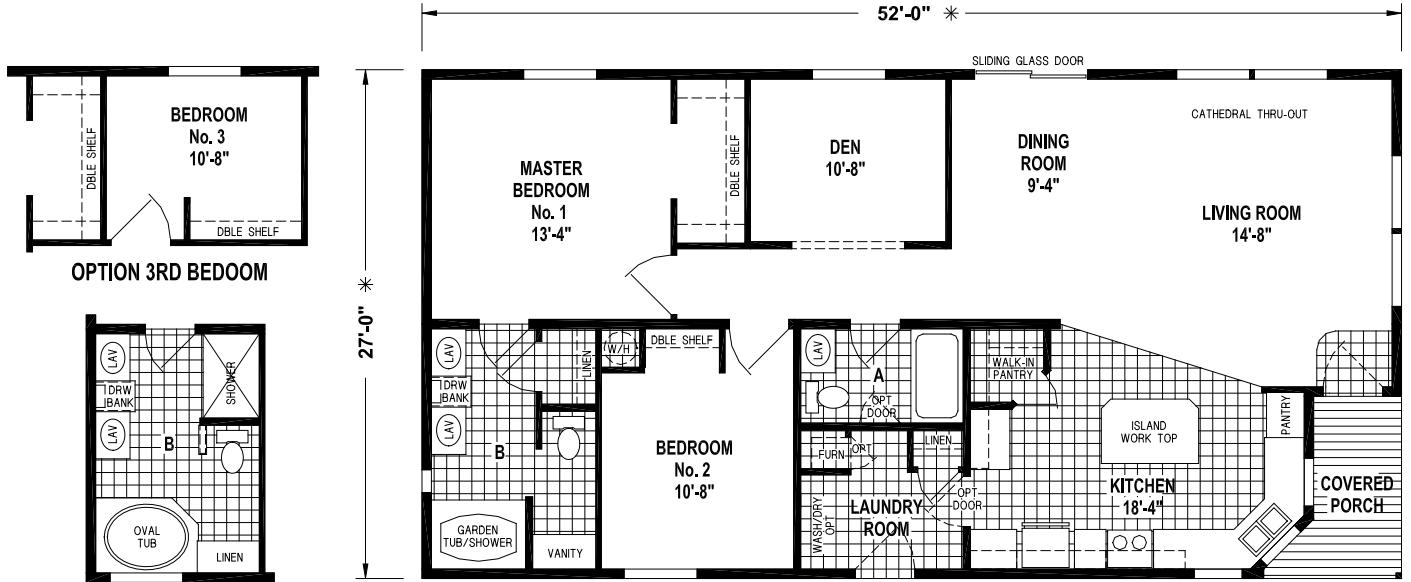 52'-0" *
27'-0" *
BEDROOM
No. 3
10'-8"
DBLE SHELF
DBLE SHELF
OPTION 3RD BEDOOM
LAV
DRW
BANK
LAV
SHOWER
B
OVAL
TUB
LINEN
MASTER
BEDROOM
No. 1
13'-4"
DBLE SHELF
DEN
10'-8"
SLIDING GLASS DOOR
DINING
ROOM
9'-4"
CATHEDRAL THRU-OUT
LIVING ROOM
14'-8"
LAV
DRW
BANK
LAV
B
LINEN
W/H
GARDEN
TUB/SHOWER
VANITY
DBLE SHELF
BEDROOM
No. 2
10'-8"
LAV
A
OPT
DOOR
FURN
OPT
LINEN
WASH/DRY
OPT
LAUNDRY
ROOM
OPT
DOOR
WALK-IN
PANTRY
ISLAND
WORK TOP
PANTRY
KITCHEN
18'-4"
COVERED
PORCH